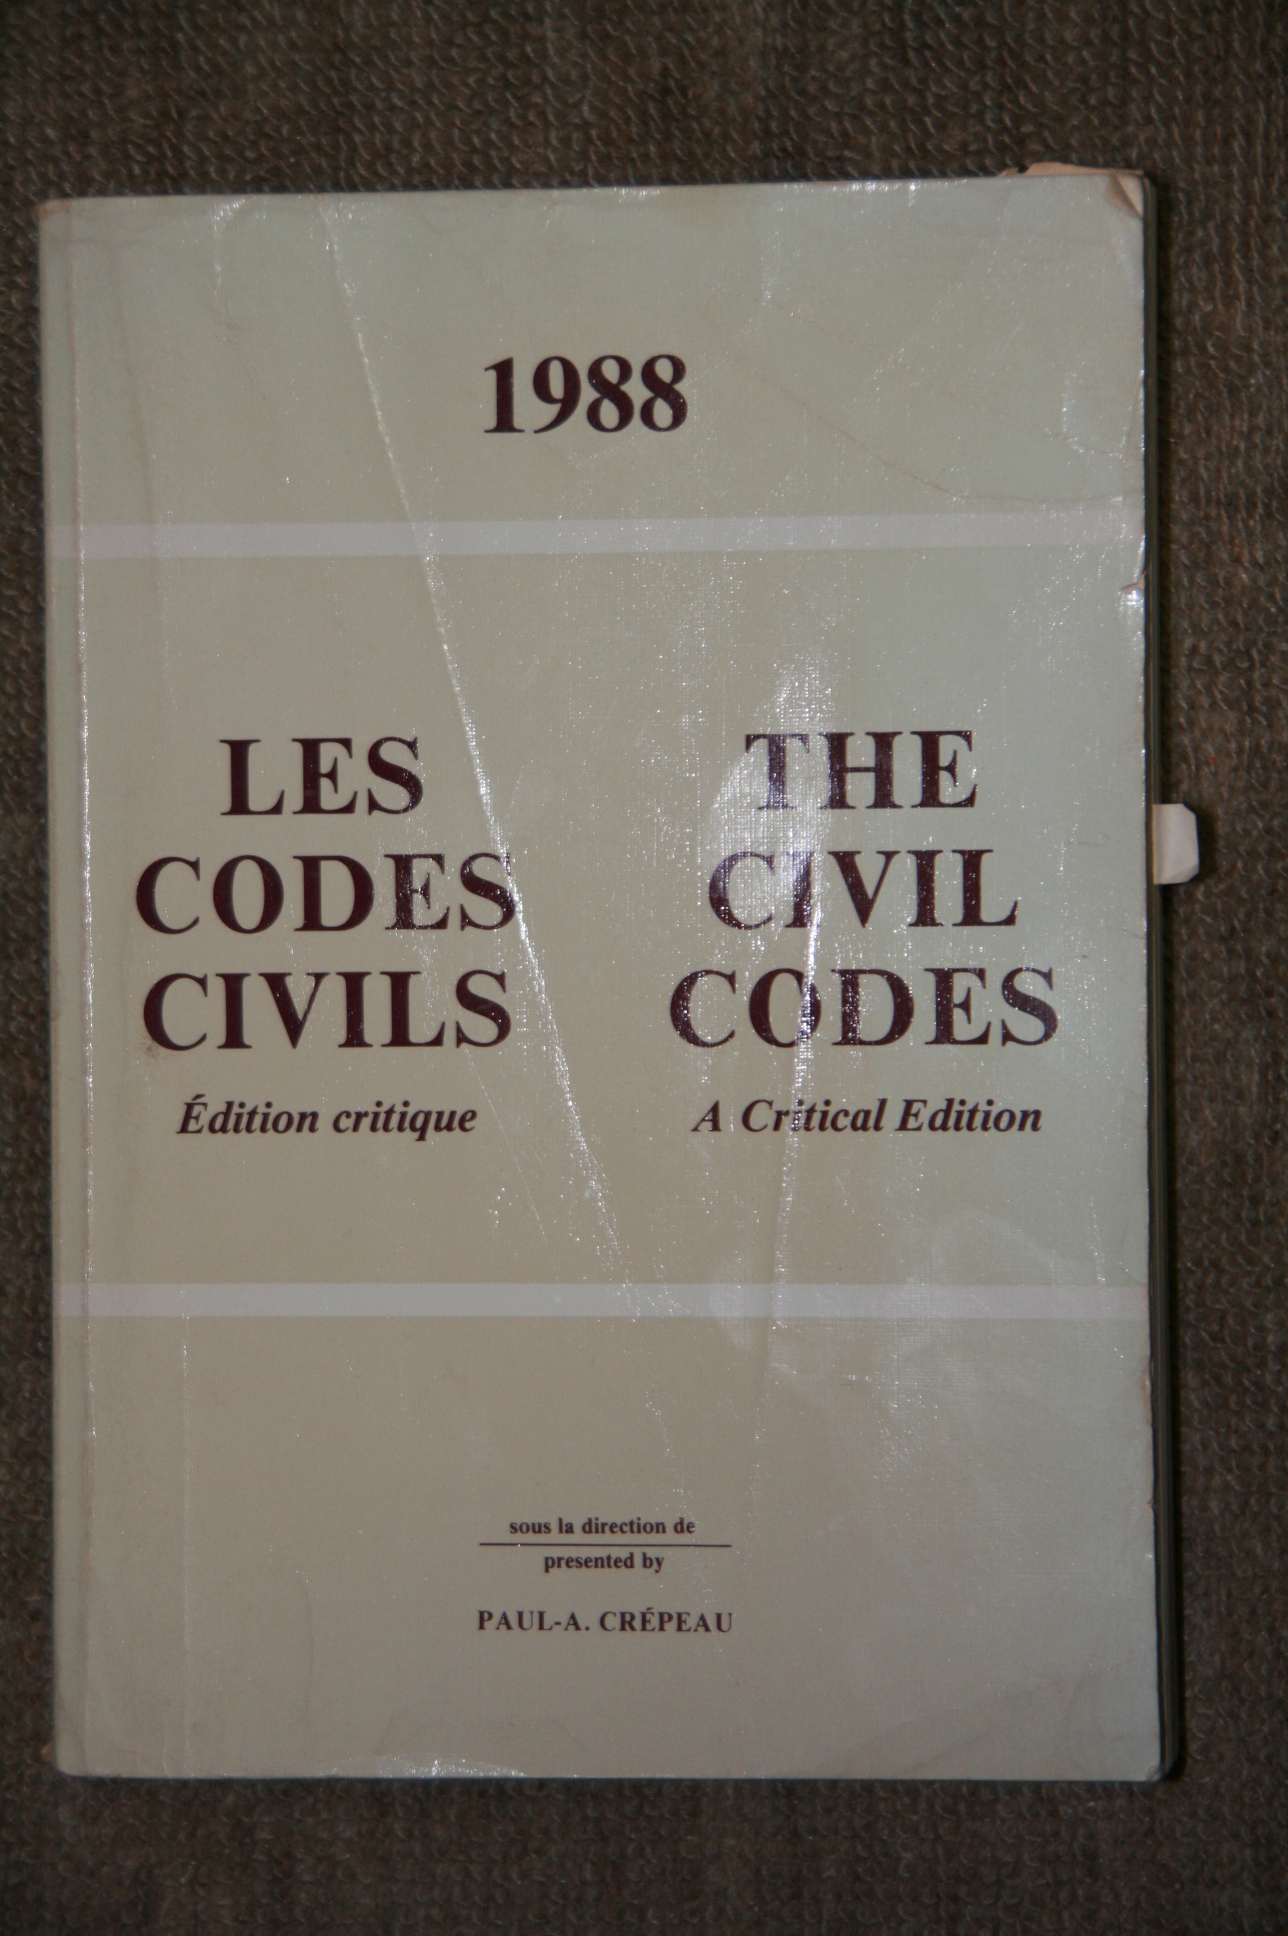 1988
LES
CODES
CIVILS
Édition critique
THE
CIVIL
CODES
A Critical Edition
sous la direction de
presented by
PAUL-A. CRÉPEAU